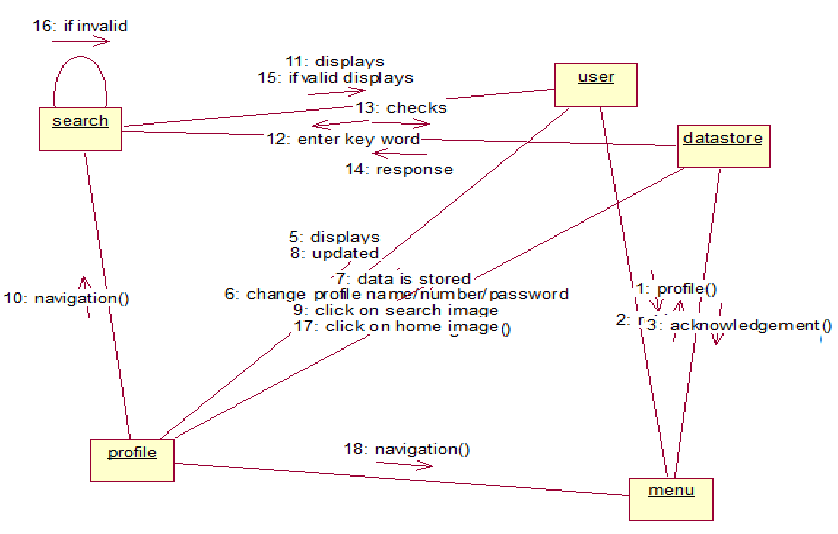 16: if invalid
11: displays
15: if valid displays
user
13: checks
search
12: enter key word
datastore
14: response
5: displays
8: updated
7: data is stored
6: change profile name/number/password
9: click on search image
17: click on home image
()
10: navigation()
1: profile()
2:
3: acknowledgement()
profile
18: navigation()
menu